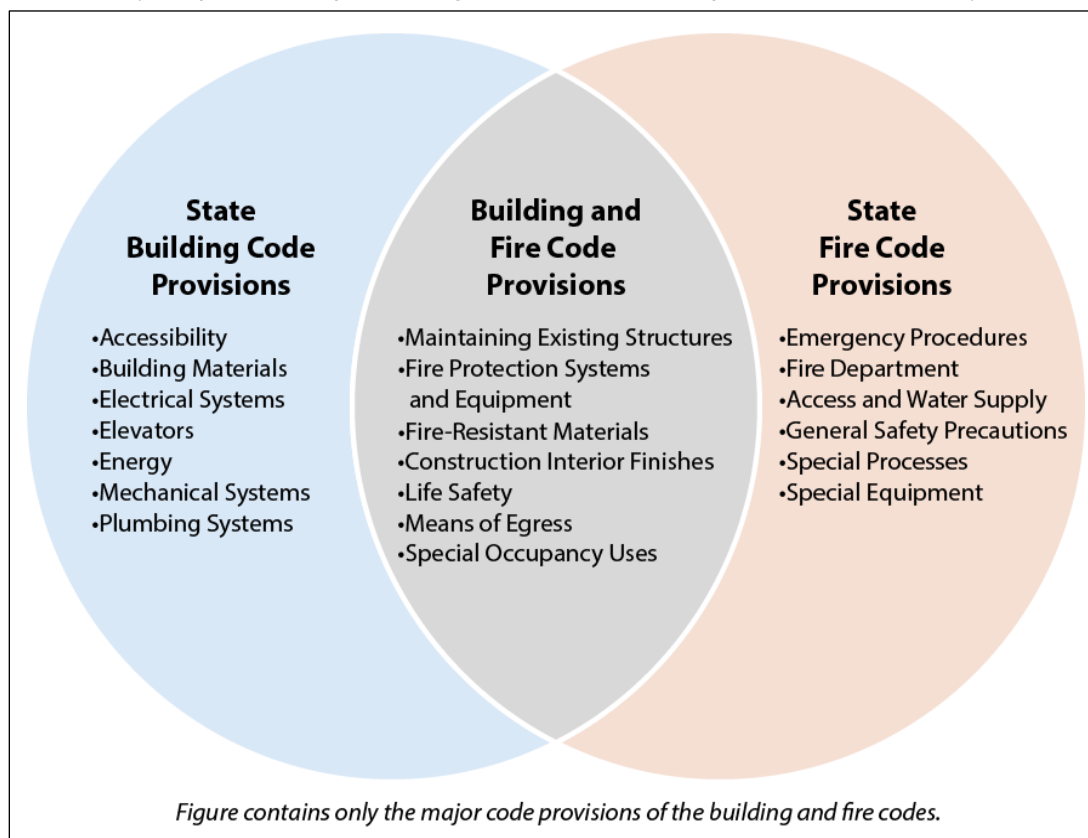 State
Building Code
Provisions
•Accessibility
•Building Materials
•Electrical Systems
•Elevators
•Energy
•Mechanical Systems
•Plumbing Systems
Building and
Fire Code
Provisions
•Maintaining Existing Structures
•Fire Protection Systems
and Equipment
•Fire-Resistant Materials
•Construction Interior Finishes
•Life Safety
•Means of Egress
•Special Occupancy Uses
State
Fire Code
Provisions
•Emergency Procedures
•Fire Department
•Access and Water Supply
•General Safety Precautions
•Special Processes
•Special Equipment
Figure contains only the major code provisions of the building and fire codes.